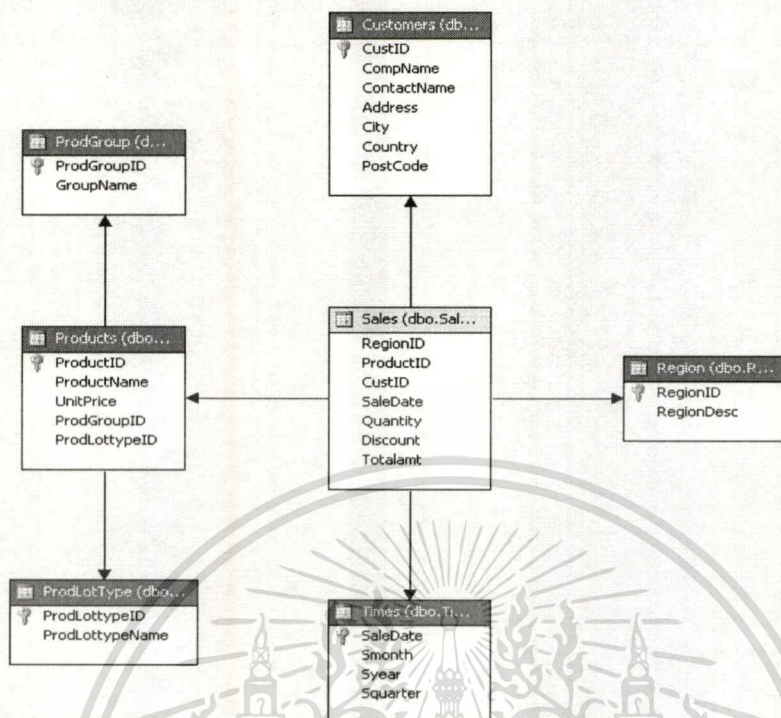 Customers (db...
CustID
CompName
ContactName
Address
City
Country
PostCode
ProdGroup (d...
ProdGroupID
GroupName
Products (dbo...
ProductID
ProductName
UnitPrice
ProdGroupID
ProdLottypeID
Sales (dbo.Sal...
RegionID
ProductID
CustID
SaleDate
Quantity
Discount
Totalamt
Region (dbo.R...
RegionID
RegionDesc
ProdLotType (dbo...
ProdLottypeID
ProdLottypeName
Times (dbo.Ti...
SaleDate
Smonth
Syear
Squarter